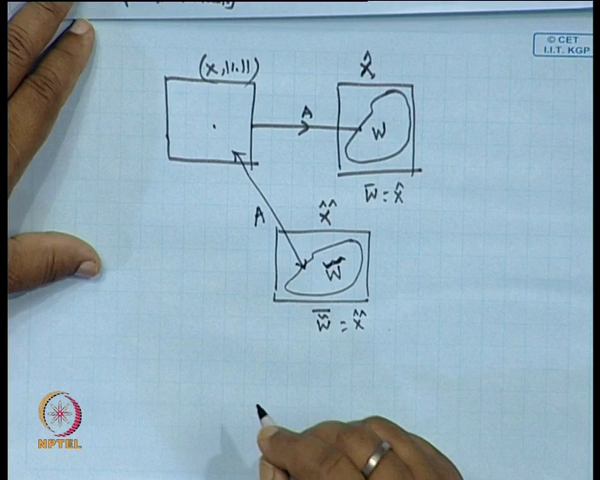 © CET
I.I.T. KGP
(X, ||.||)
X̂
A
W
W̄ = X̂
A
X̂̂
W̃
W̃̄ = X̂̂
NPTEL